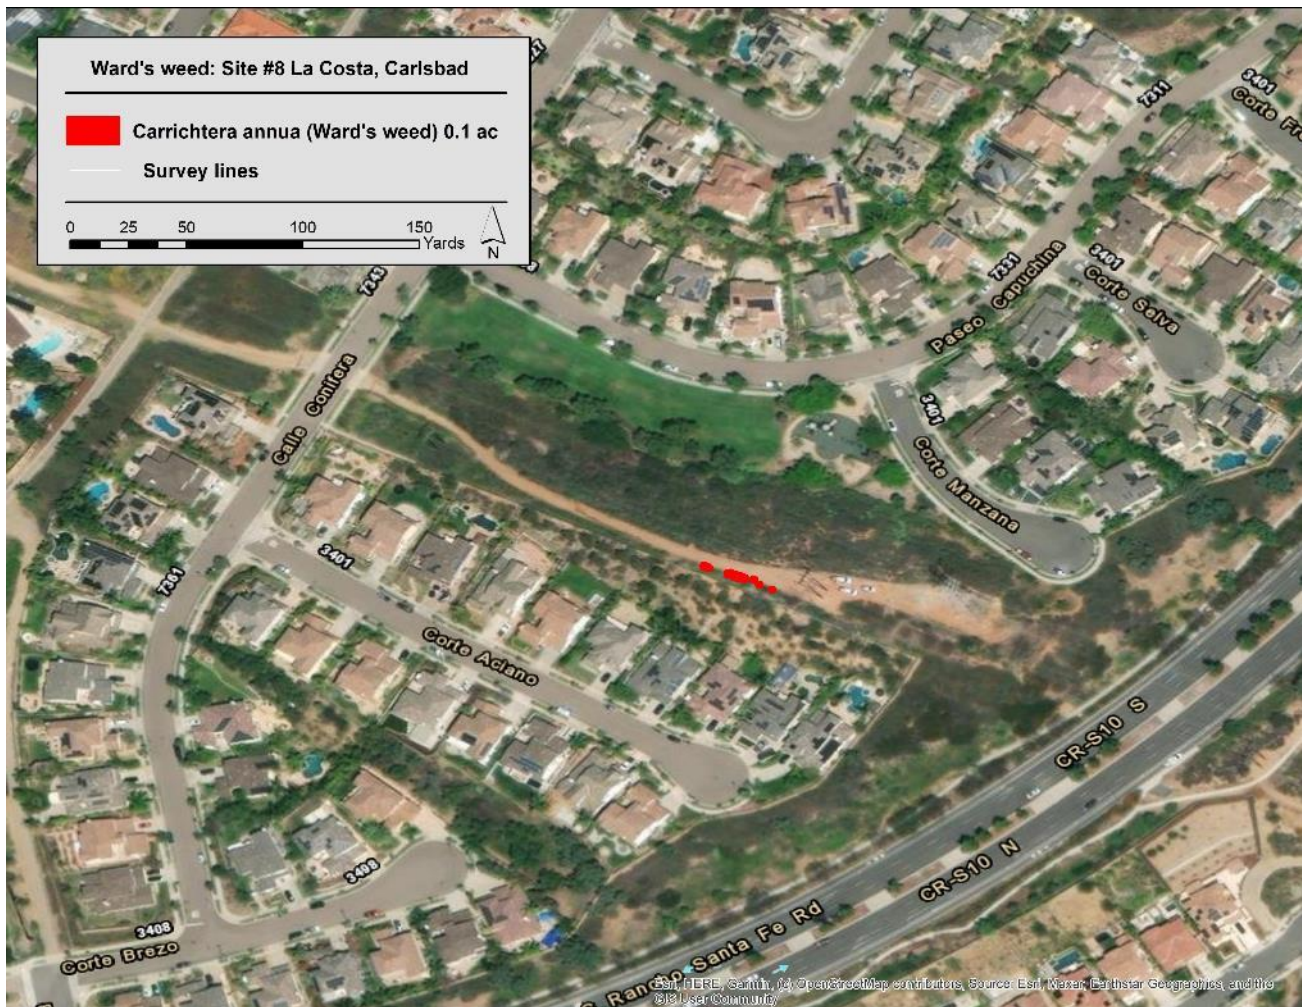 Ward's weed: Site #8 La Costa, Carlsbad
Carrichtera annua (Ward's weed) 0.1 ac
Survey lines
0 25 50 100 150
Yards
N
7311
3401
7343
7331
3401
Corte Selva
Paseo Capuchina
Calle Conifera
3401
Corte Manzana
3401
7361
Corte Aciano
CR-S10 S
CR-S10 N
3408
3408
Corte Brezo
Rancho Santa Fe Rd
Esri, HERE, Garmin, (c) OpenStreetMap contributors, Source: Esri, Maxar, Earthstar Geographics, and the
GIS User Community